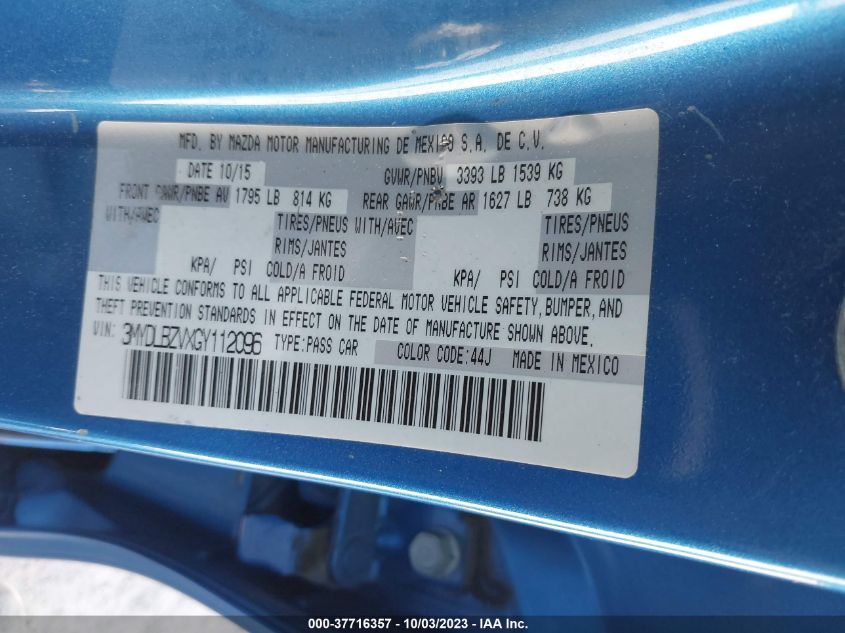 MFD. BY MAZDA MOTOR MANUFACTURING DE MEXICO S.A. DE C.V.
DATE 10/15 GVWR/PNBV 3393 LB 1539 KG
FRONT GAWR/PNBE AV 1795 LB 814 KG REAR GAWR/PNBE AR 1627 LB 738 KG
WITH/AVEC TIRES/PNEUS WITH/AVEC TIRES/PNEUS
RIMS/JANTES RIMS/JANTES
KPA/ PSI COLD/A FROID KPA/ PSI COLD/A FROID
THIS VEHICLE CONFORMS TO ALL APPLICABLE FEDERAL MOTOR VEHICLE SAFETY, BUMPER, AND
THEFT PREVENTION STANDARDS IN EFFECT ON THE DATE OF MANUFACTURE SHOWN ABOVE.
VIN: 3MYDLBZVXGY112096 TYPE:PASS CAR COLOR CODE:44J MADE IN MEXICO
000-37716357 - 10/03/2023 - IAA Inc.